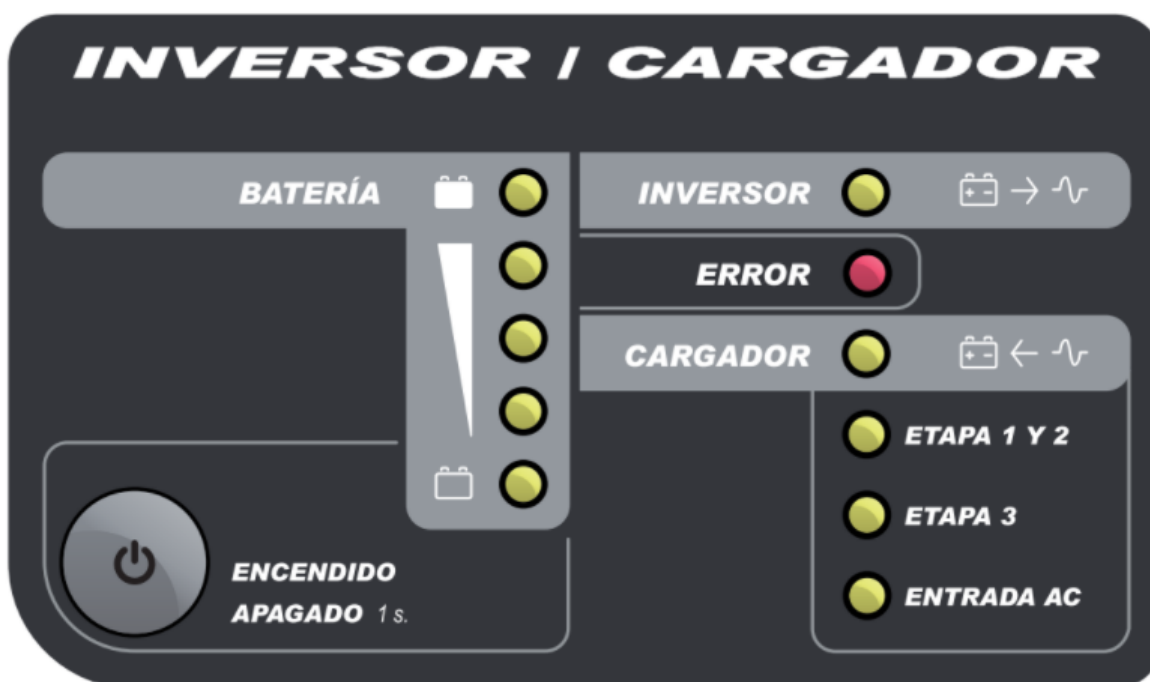 INVERSOR / CARGADOR
BATERÍA
INVERSOR
ERROR
CARGADOR
ETAPA 1 Y 2
ETAPA 3
ENTRADA AC
ENCENDIDO
APAGADO 1 s.